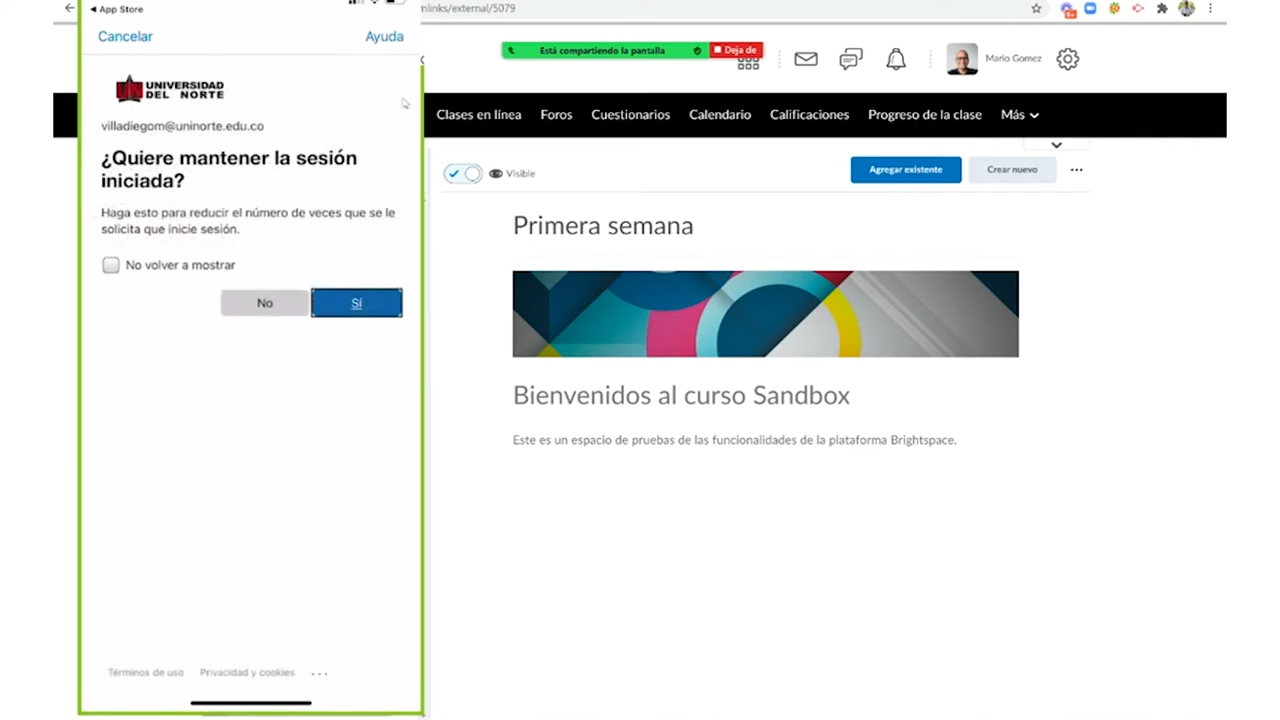 App Store
Cancelar
Ayuda
UNIVERSIDAD
DEL NORTE
villadiegom@uninorte.edu.co
¿Quiere mantener la sesión
iniciada?
Haga esto para reducir el número de veces que se le
solicita que inicie sesión.
No volver a mostrar
No
Sí
Términos de uso
Privacidad y cookies
mlinks/external/5079
Está compartiendo la pantalla
Deja de
Mario Gomez
Clases en línea
Foros
Cuestionarios
Calendario
Calificaciones
Progreso de la clase
Más
Visible
Agregar existente
Crear nuevo
Primera semana
Bienvenidos al curso Sandbox
Este es un espacio de pruebas de las funcionalidades de la plataforma Brightspace.